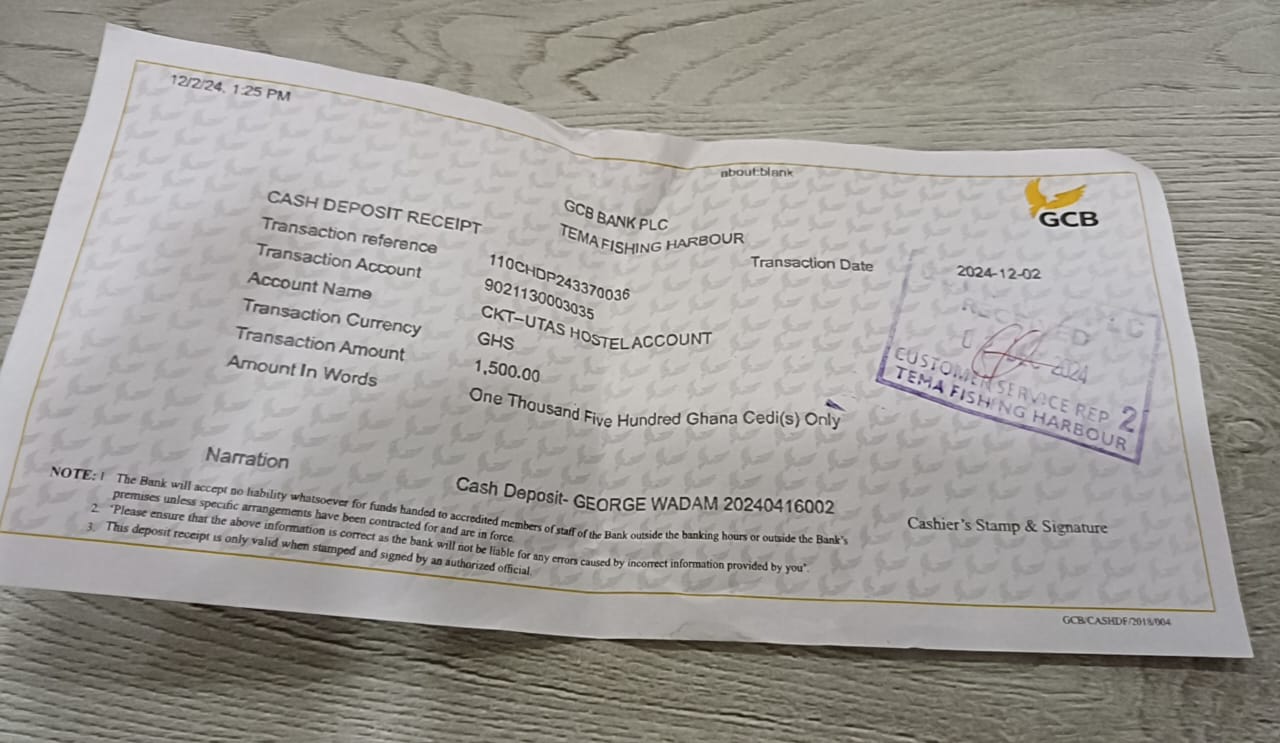 12/2/24, 1:25 PM
about:blank
GCB
CASH DEPOSIT RECEIPT
GCB BANK PLC
TEMA FISHING HARBOUR
Transaction reference 110CHDP243370036
Transaction Date 2024-12-02
Transaction Account 9021130003035
Account Name CKT-UTAS HOSTEL ACCOUNT
Transaction Currency GHS
Transaction Amount 1,500.00
Amount In Words One Thousand Five Hundred Ghana Cedi(s) Only
RECEIVED
2024
CUSTOMER SERVICE REP 2
TEMA FISHING HARBOUR
Narration Cash Deposit- GEORGE WADAM 20240416002
Cashier's Stamp & Signature
NOTE: 1 The Bank will accept no liability whatsoever for funds handed to accredited members of staff of the Bank outside the banking hours or outside the Bank's
premises unless specific arrangements have been contracted for and are in force.
2. "Please ensure that the above information is correct as the bank will not be liable for any errors caused by incorrect information provided by you".
3. This deposit receipt is only valid when stamped and signed by an authorized official.
GCB/CASHDF/2018/004